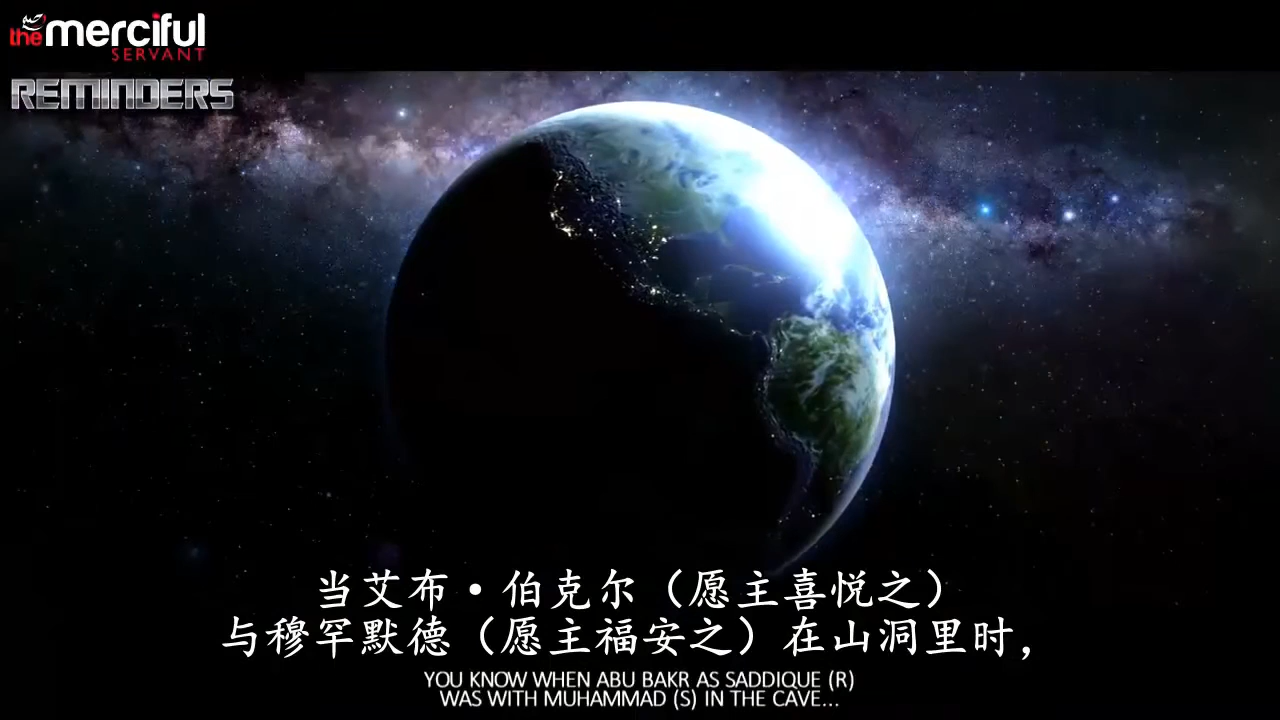 the merciful
SERVANT
REMINDERS
当艾布·伯克尔（愿主喜悦之）
与穆罕默德（愿主福安之）在山洞里时，
YOU KNOW WHEN ABU BAKR AS SADDIQUE (R)
WAS WITH MUHAMMAD (S) IN THE CAVE...